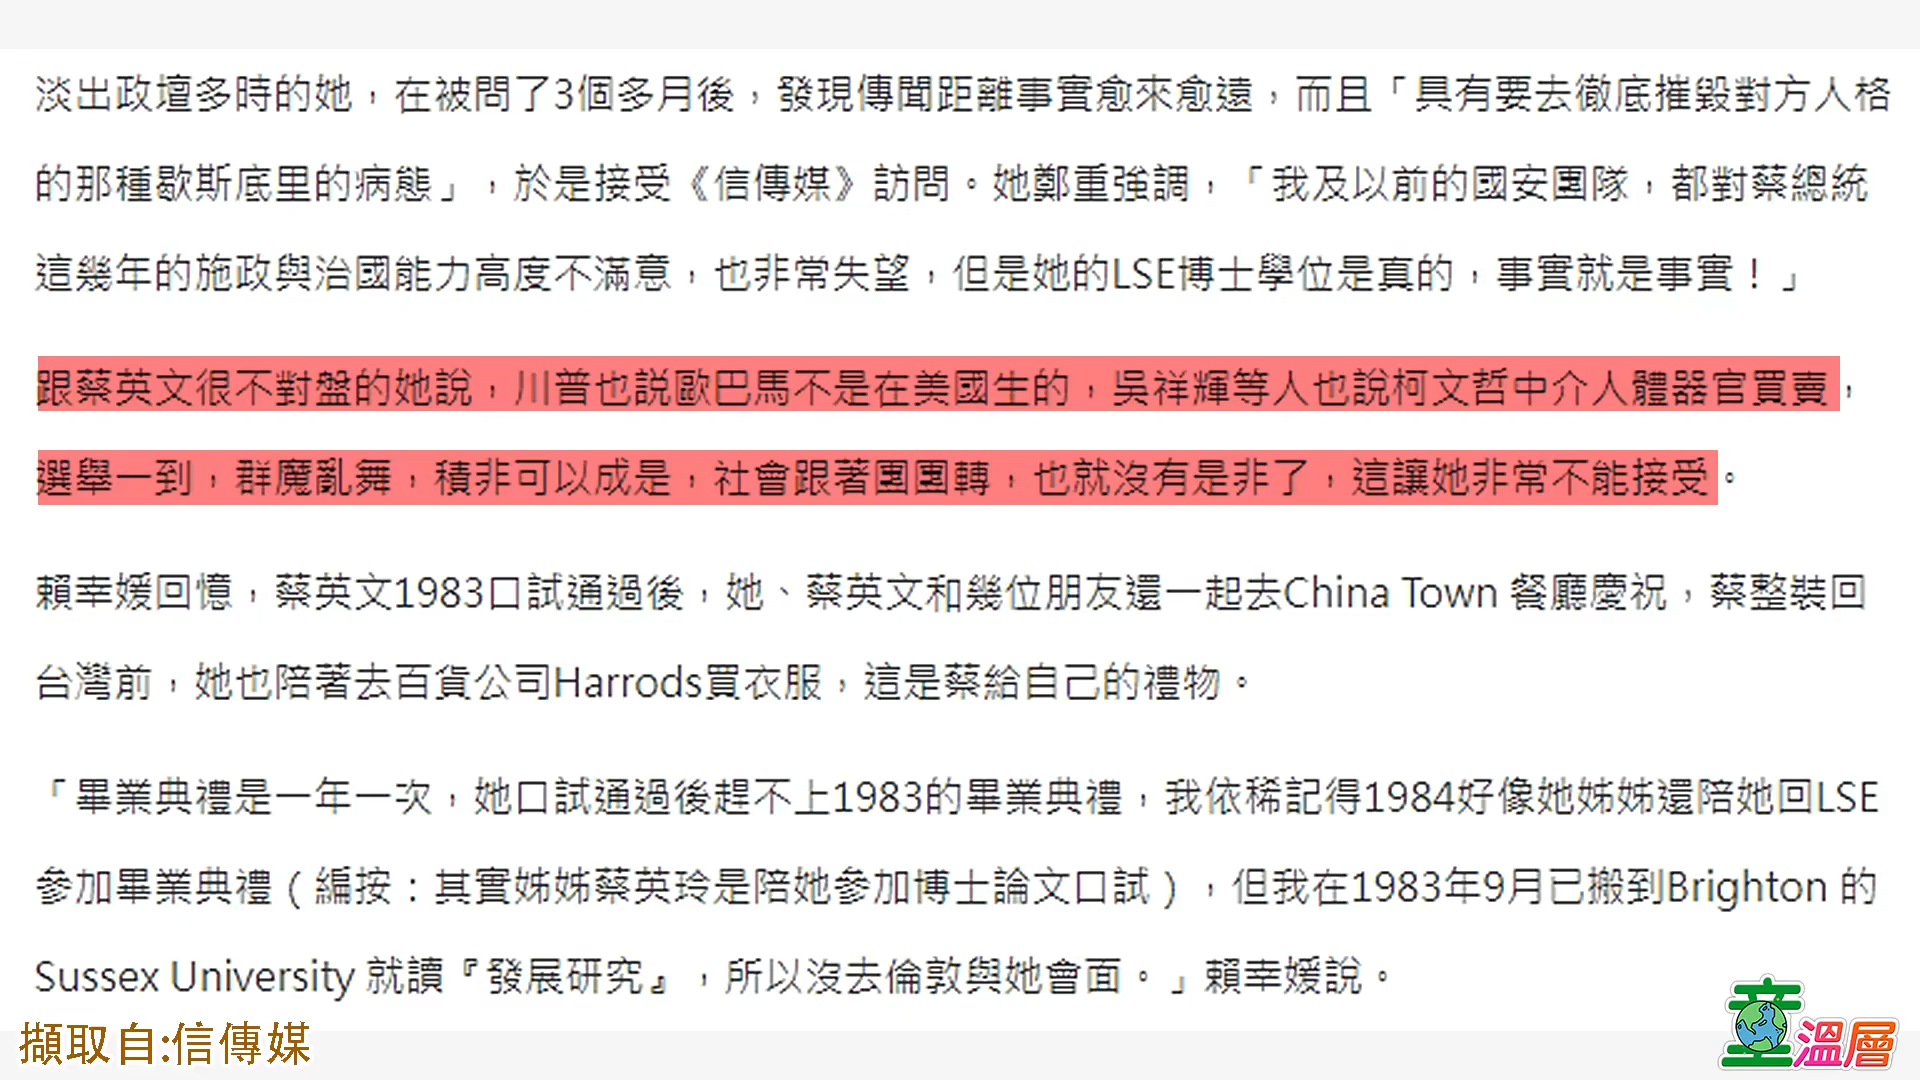 淡出政壇多時的她，在被問了3個多月後，發現傳聞距離事實愈來愈遠，而且「具有要去徹底摧毀對方人格
的那種歇斯底里的病態」，於是接受《信傳媒》訪問。她鄭重強調，「我及以前的國安團隊，都對蔡總統
這幾年的施政與治國能力高度不滿意，也非常失望，但是她的LSE博士學位是真的，事實就是事實！」
跟蔡英文很不對盤的她說，川普也說歐巴馬不是在美國生的，吳祥輝等人也說柯文哲中介人體器官買賣，
選舉一到，群魔亂舞，積非可以成是，社會跟著團團轉，也就沒有是非了，這讓她非常不能接受。
賴幸媛回憶，蔡英文1983口試通過後，她、蔡英文和幾位朋友還一起去China Town 餐廳慶祝，蔡整裝回
台灣前，她也陪著去百貨公司Harrods買衣服，這是蔡給自己的禮物。
「畢業典禮是一年一次，她口試通過後趕不上1983的畢業典禮，我依稀記得1984好像她姊姊還陪她回LSE
參加畢業典禮（編按：其實姊姊蔡英玲是陪她參加博士論文口試），但我在1983年9月已搬到Brighton 的
Sussex University 就讀『發展研究』，所以沒去倫敦與她會面。」賴幸媛說。
擷取自:信傳媒
溫層